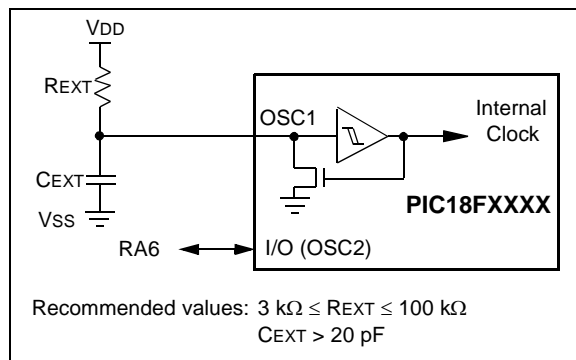 VDD
REXT
OSC1
Internal
Clock
CEXT
PIC18FXXXX
VSS
RA6
I/O (OSC2)
Recommended values: 3 kΩ ≤ REXT ≤ 100 kΩ
CEXT > 20 pF